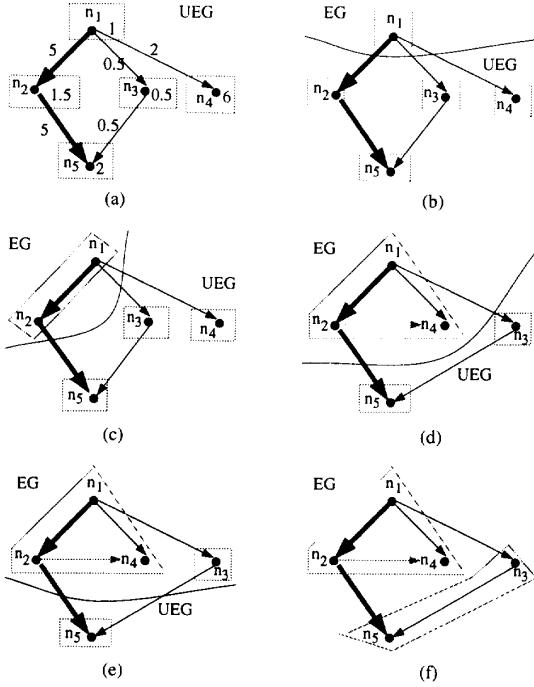 n1 1 UEG
5 0.5 2
n2 1.5 n3 0.5 n4 6
5 0.5
n5 2
(a)
EG n1
UEG
n2 n3 n4
n5
(b)
EG n1
UEG
n2 n3 n4
n5
(c)
EG n1
n2 n4 n3
UEG
n5
(d)
EG n1
n2 n4 n3
UEG
n5
(e)
EG n1
n2 n4 n3
n5
(f)